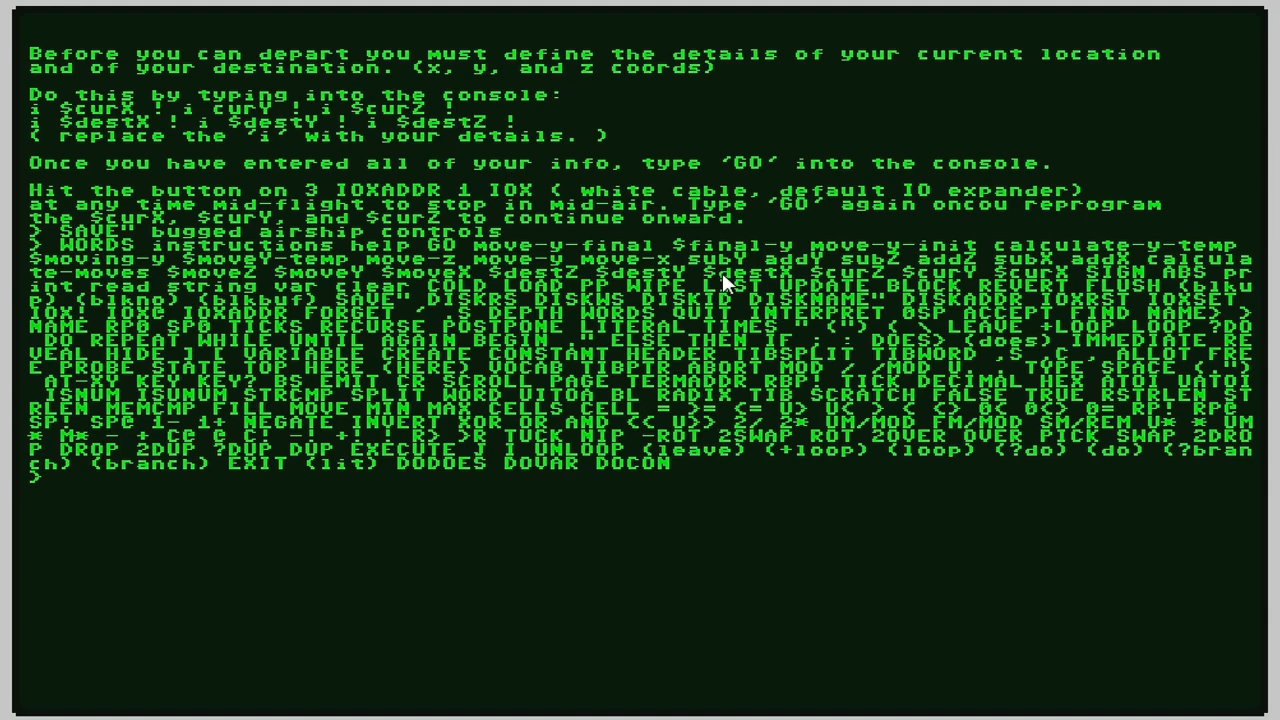 Before you can depart you must define the details of your current location
and of your destination. (x, y, and z coords)
Do this by typing into the console:
i $curX ! i curY ! i $curZ !
i $destX ! i $destY ! i $destZ !
( replace the 'i' with your details. )
Once you have entered all of your info, type 'GO' into the console.
Hit the button on 3 IOXADDR 1 IOX ( white cable, default IO expander)
at any time mid-flight to stop in Mid-air. Type 'GO' again oncou reprogram
the $curX, $curY, and $curZ to continue onward.
> SAVE" bugged airship controls
> WORDS instructions help GO move-y-final $final-y move-y-init calculate-y-temp
$moving-y $moveY-temp move-z move-y move-x subY addY subZ addZ subX addX calcula
te-moves $moveZ $moveY $moveX $destZ $destY $destX $curZ $curY $curX SIGN ABS pr
int read string var clear COLD LOAD PP WIPE UPDATE BLOCK REVERT FLUSH (blku
p) (blkno) (blkbuf) SAVE" DISKRS DISKWS DISKID DISKNAME" DISKADDR IOXRST IOXSET
IOX! IOX@ IOXADDR FORGET ' .S DEPTH WORDS QUIT INTERPRET 0SP ACCEPT FIND NAME> >
NAME RP0 SP0 TICKS RECURSE POSTPONE LITERAL TIMES " (") ( \ LEAVE +LOOP LOOP ?DO
DO REPEAT WHILE UNTIL AGAIN BEGIN ." ELSE THEN IF ; : DOES> (does) IMMEDIATE RE
VEAL HIDE ] [ VARIABLE CREATE CONSTANT HEADER TIBSPLIT TIBWORD ,S ,C , ALLOT FRE
E PROBE STATE TOP HERE (HERE) VOCAB TIBPTR ABORT MOD / /MOD U. . TYPE SPACE (.")
AT-XY KEY KEY? BS EMIT CR SCROLL PAGE TERMADDR RBP! TICK DECIMAL HEX ATOI UATOI
ISNUM ISUNUM STRCMP SPLIT WORD UITOA BL RADIX TIB SCRATCH FALSE TRUE RSTRLEN ST
RLEN MEMCMP FILL MOVE MIN MAX CELLS CELL = >= <= U> U< > < <> 0< 0<> 0= RP! RP@
SP! SP@ 1- 1+ NEGATE INVERT XOR OR AND << U>> 2/ 2* UM/MOD FM/MOD SM/REM U* * UM
* M* - + C@ @ C! -! +! ! R> >R TUCK NIP -ROT 2SWAP ROT 2OVER OVER PICK SWAP 2DRO
P DROP 2DUP ?DUP DUP EXECUTE J I UNLOOP (leave) (+loop) (loop) (?do) (do) (?bran
ch) (branch) EXIT (lit) DODOES DOVAR DOCON
>